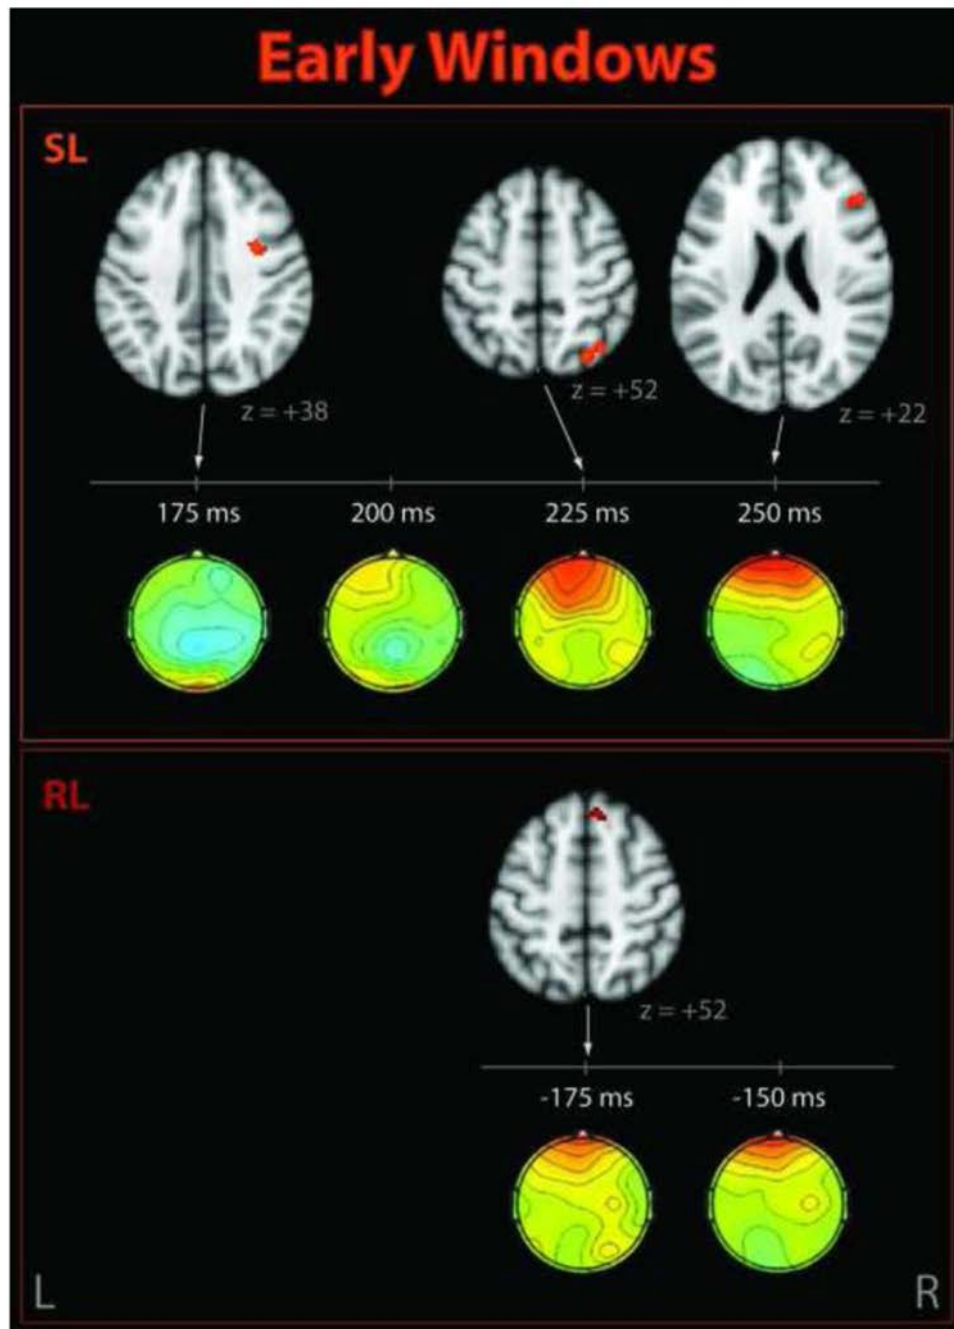 Early Windows
SL
z = +38
z = +52
z = +22
175 ms
200 ms
225 ms
250 ms
RL
z = +52
-175 ms
-150 ms
L
R